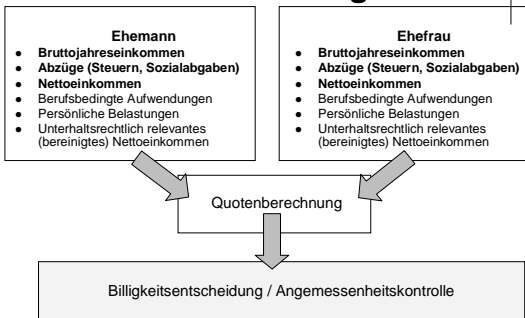 Ehemann
Bruttojahreseinkommen
Abzüge (Steuern, Sozialabgaben)
Nettoeinkommen
Berufsbedingte Aufwendungen
Persönliche Belastungen
Unterhaltsrechtlich relevantes
(bereinigtes) Nettoeinkommen
Ehefrau
Bruttojahreseinkommen
Abzüge (Steuern, Sozialabgaben)
Nettoeinkommen
Berufsbedingte Aufwendungen
Persönliche Belastungen
Unterhaltsrechtlich relevantes
(bereinigtes) Nettoeinkommen
Quotenberechnung
Billigkeitsentscheidung / Angemessenheitskontrolle